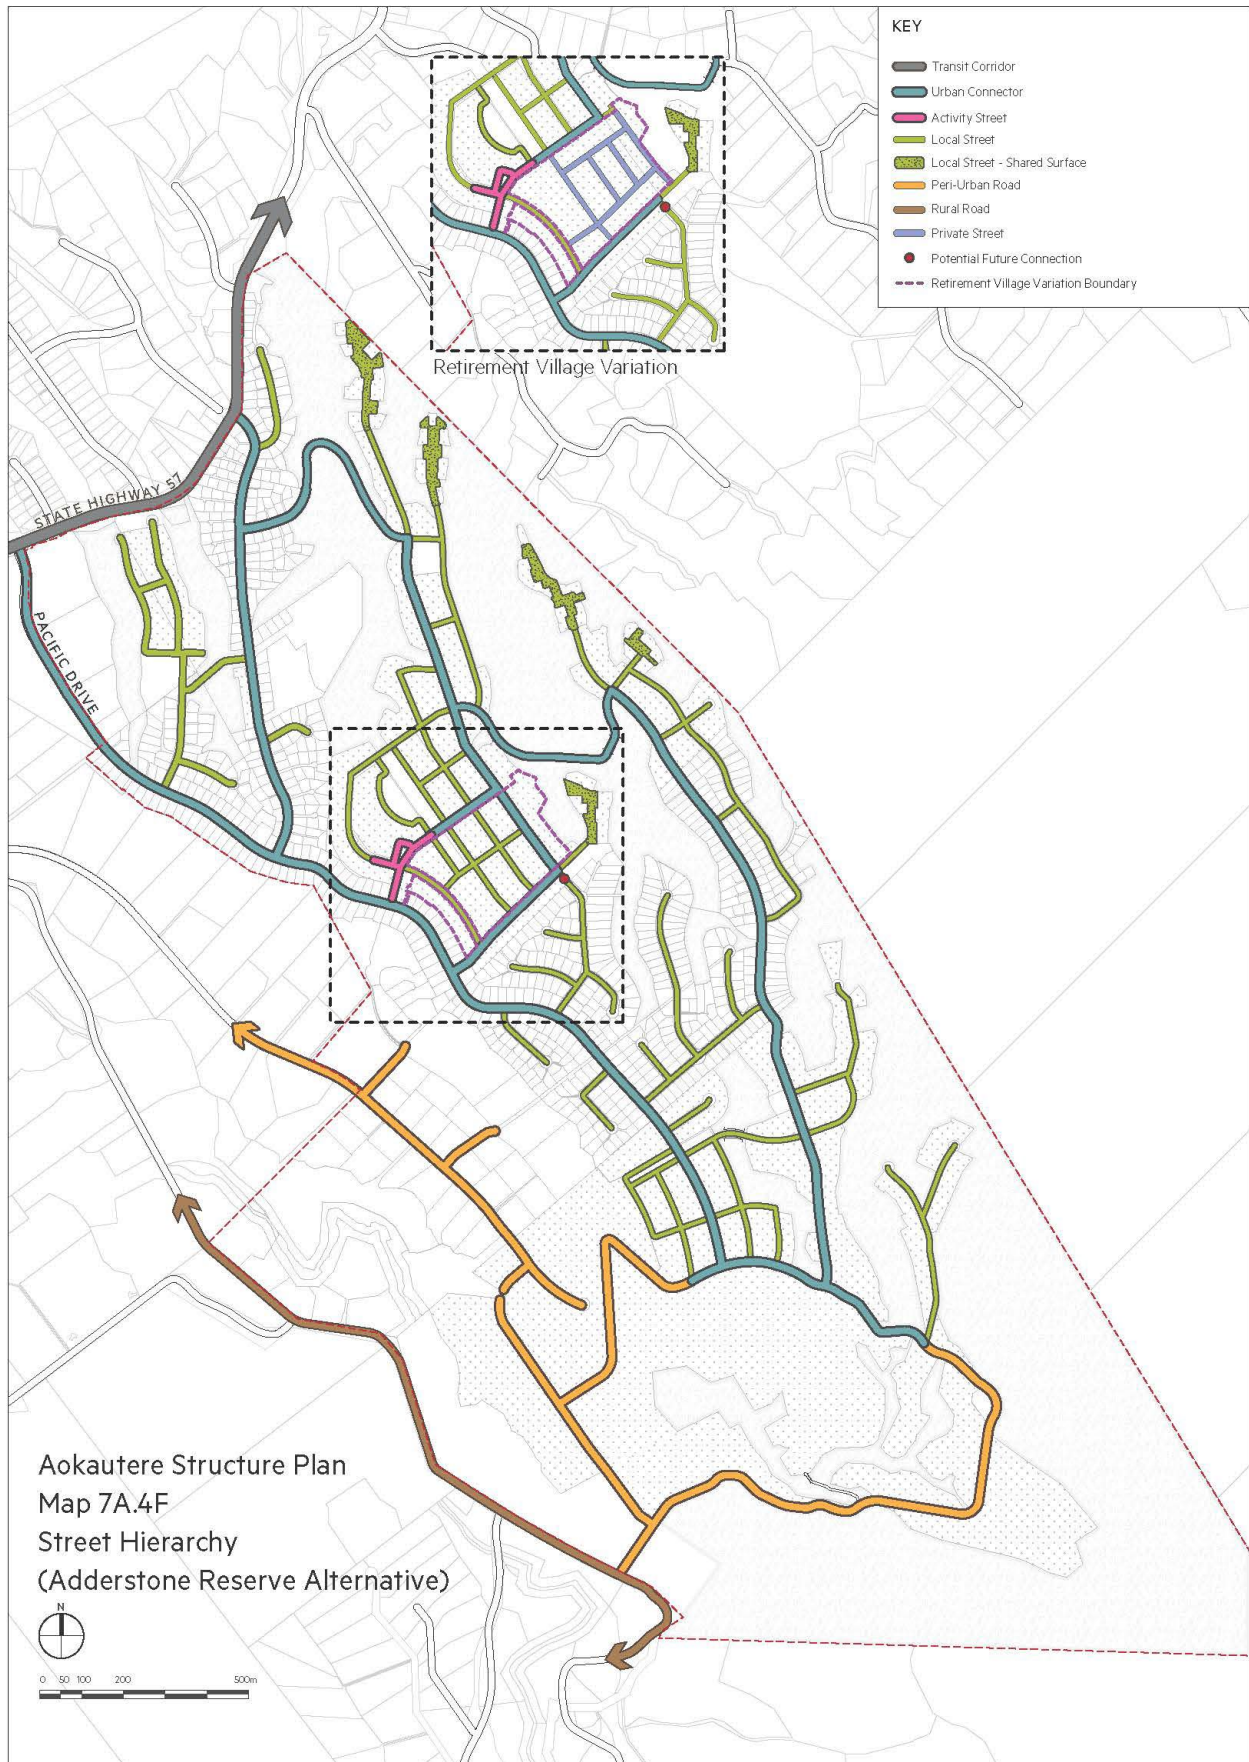 KEY
Transit Corridor
Urban Connector
Activity Street
Local Street
Local Street - Shared Surface
Peri-Urban Road
Rural Road
Private Street
Potential Future Connection
Retirement Village Variation Boundary
Retirement Village Variation
STATE HIGHWAY 57
PACIFIC DRIVE
Aokautere Structure Plan
Map 7A.4F
Street Hierarchy
(Adderstone Reserve Alternative)
N
0 50 100 200 500m